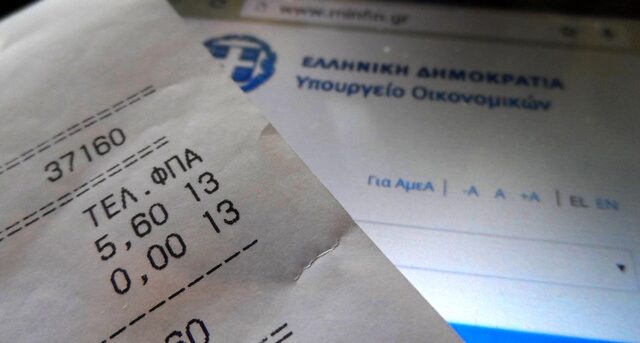 www.minfin.gr
ΕΛΛΗΝΙΚΗ ΔΗΜΟΚΡΑΤΙΑ
Υπουργείο Οικονομικών
Για ΑμεΑ | -Α Α +Α | EL EN
37160
ΤΕΛ.ΦΠΑ
5,60 13
0,00 13